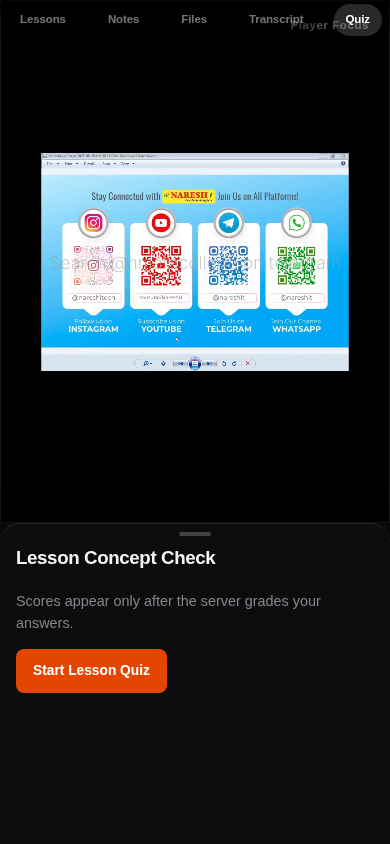 Lessons
Notes
Files
Transcript
Quiz
Player Focus
Stay Connected with NARESH i Join Us on All Platforms!
@nareshitech
Follow us on
INSTAGRAM
Youtube/Nareshit
Subscribe us on
YOUTUBE
@nareshit
Join Us on
TELEGRAM
@nareshit
Join Our Channel
WHATSAPP
Lesson Concept Check
Scores appear only after the server grades your
answers.
Start Lesson Quiz